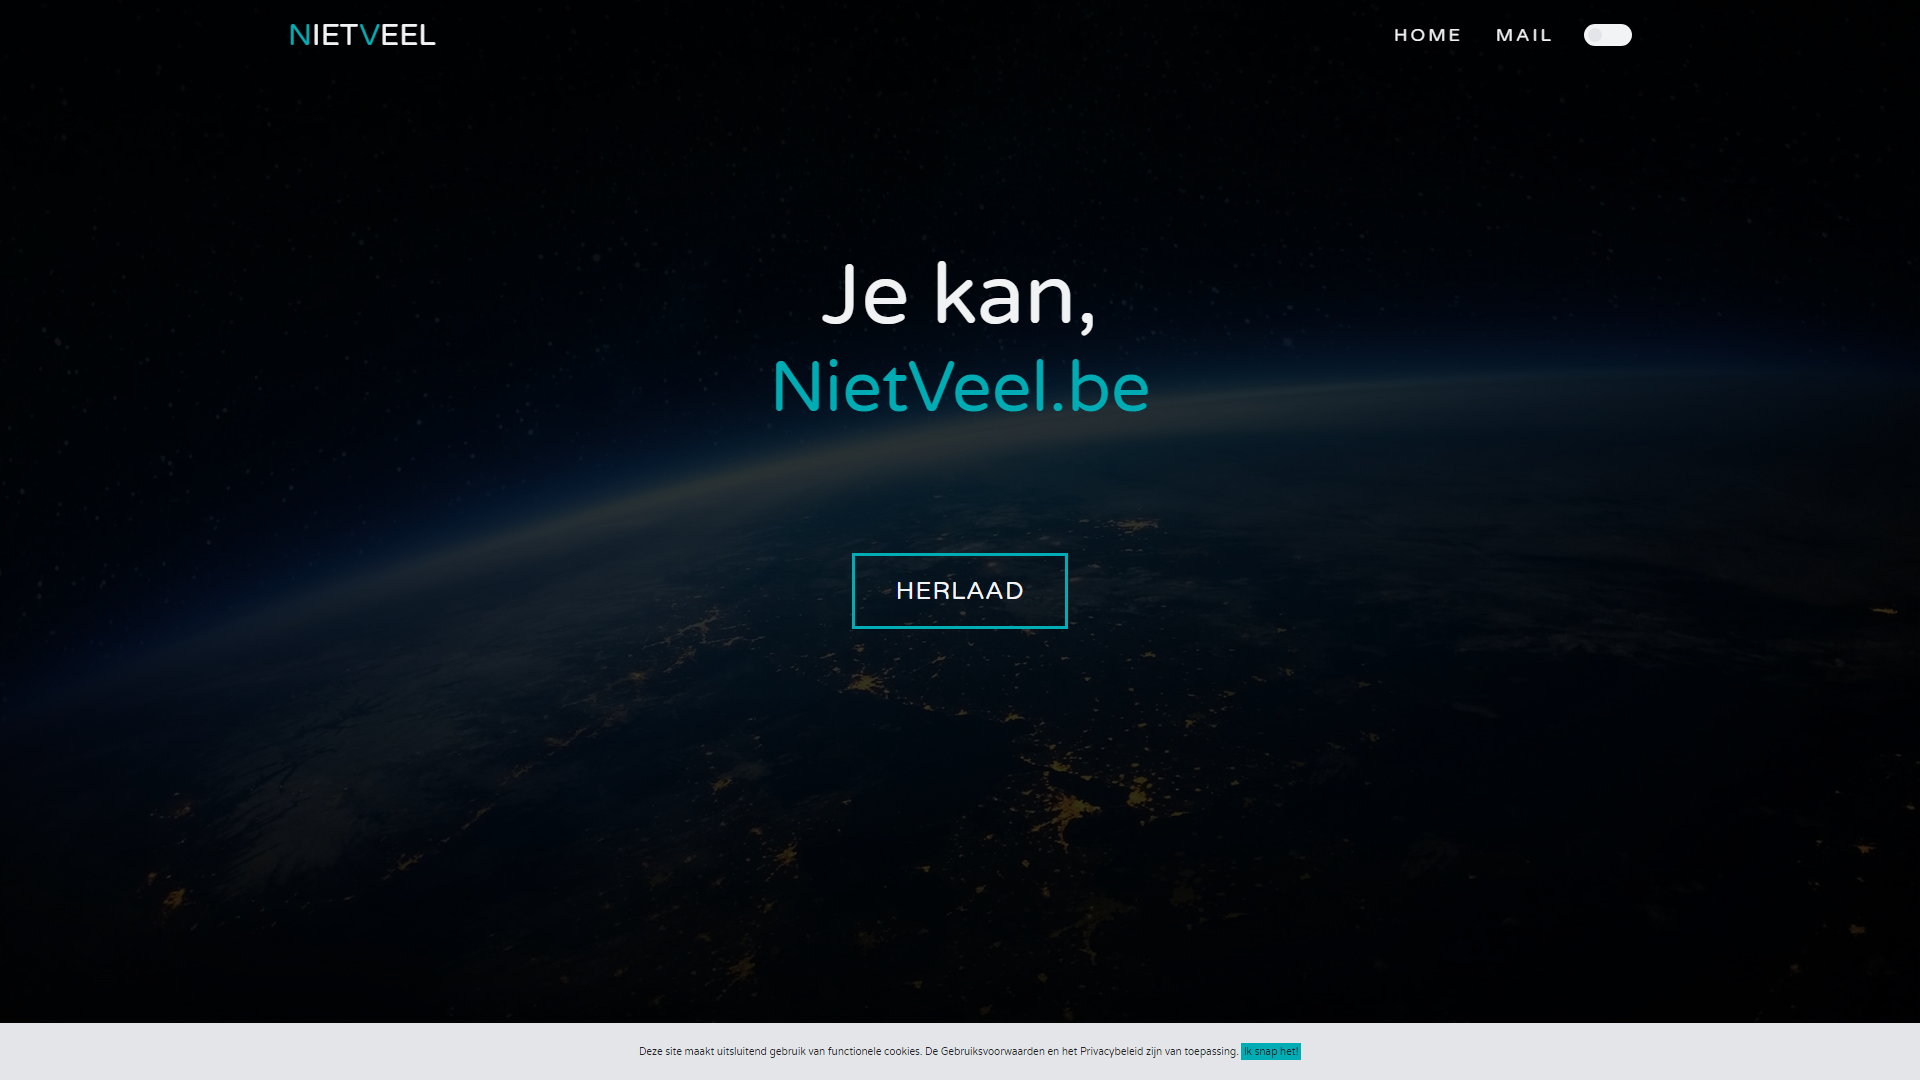 NIETVEEL
HOME
MAIL
Je kan,
NietVeel.be
HERLAAD
Deze site maakt uitsluitend gebruik van functionele cookies. De Gebruiksvoorwaarden en het Privacybeleid zijn van toepassing. Ik snap het!